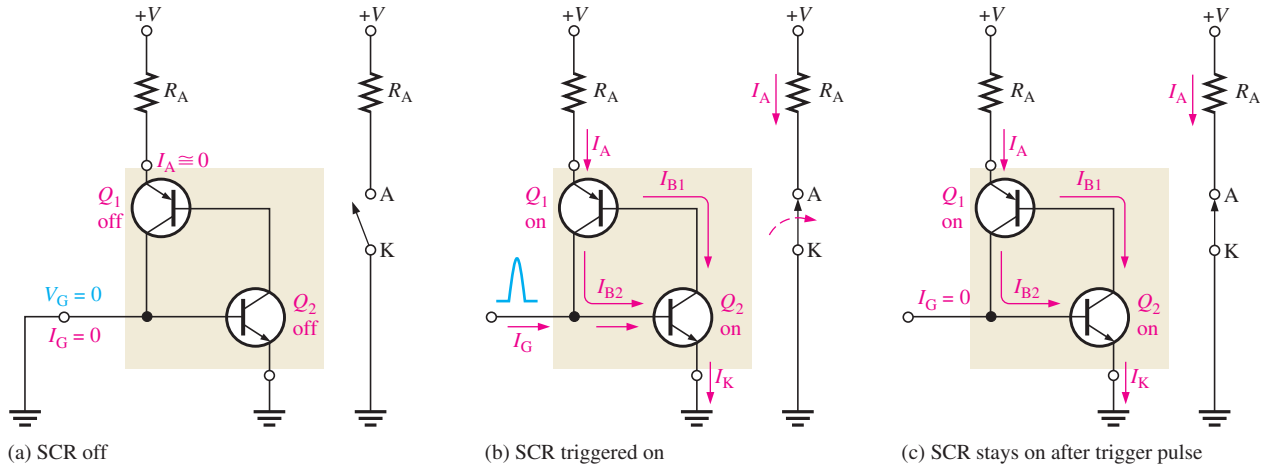 +V
R_A
I_A ≅ 0
Q_1
off
V_G = 0
I_G = 0
Q_2
off
+V
R_A
A
K
(a) SCR off
+V
R_A
I_A
Q_1
on
I_B1
I_B2
I_G
Q_2
on
I_K
+V
I_A
R_A
A
K
(b) SCR triggered on
+V
R_A
I_A
Q_1
on
I_B1
I_B2
I_G = 0
Q_2
on
I_K
+V
I_A
R_A
A
K
(c) SCR stays on after trigger pulse